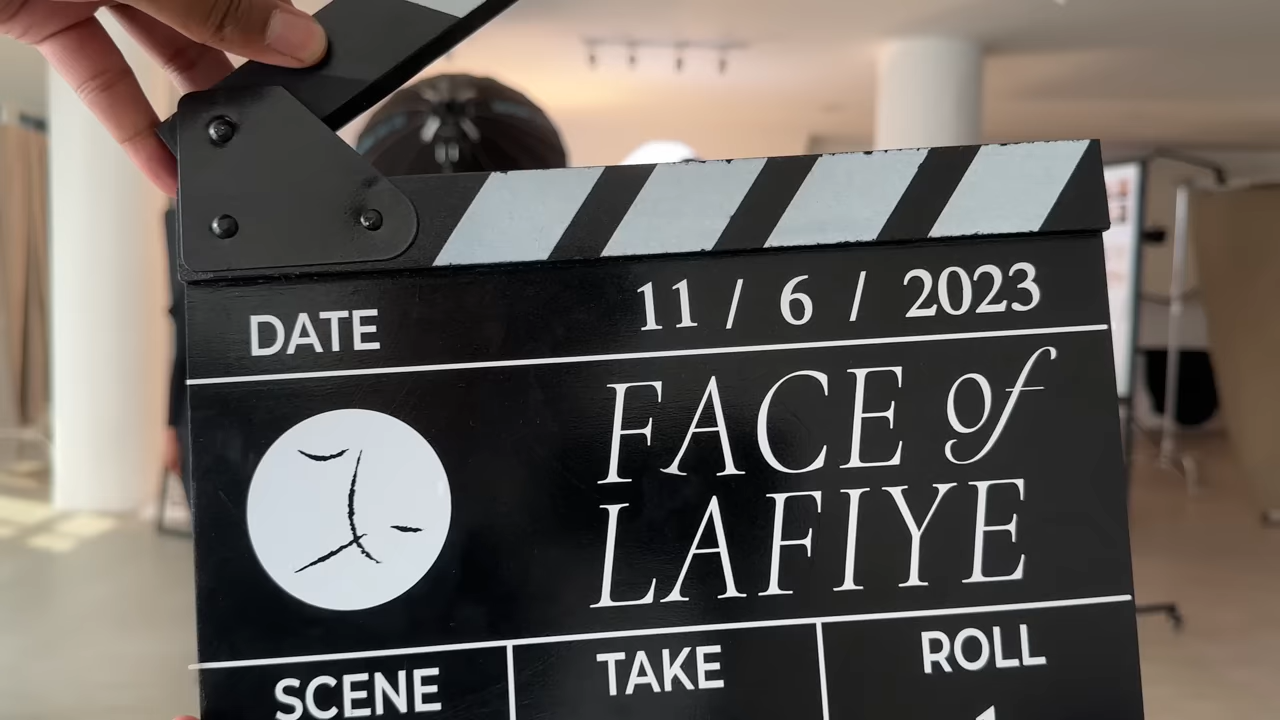 DATE 11 / 6 / 2023
FACE of
LAFIYE
SCENE TAKE ROLL